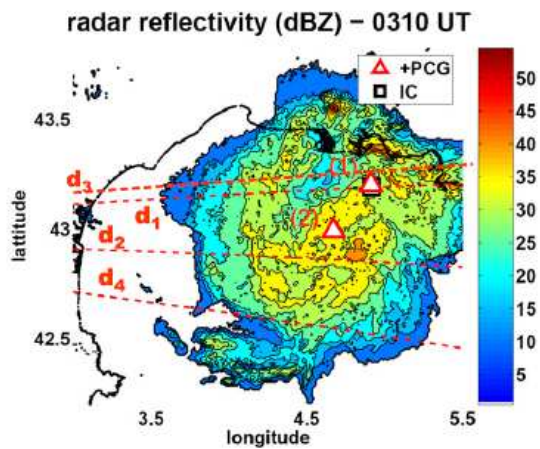 radar reflectivity (dBZ) − 0310 UT
+PCG
IC
43.5
43
42.5
lattitude
d3
d1
d2
d4
(1)
(2)
3.5
4.5
5.5
longitude
50
45
40
35
30
25
20
15
10
5